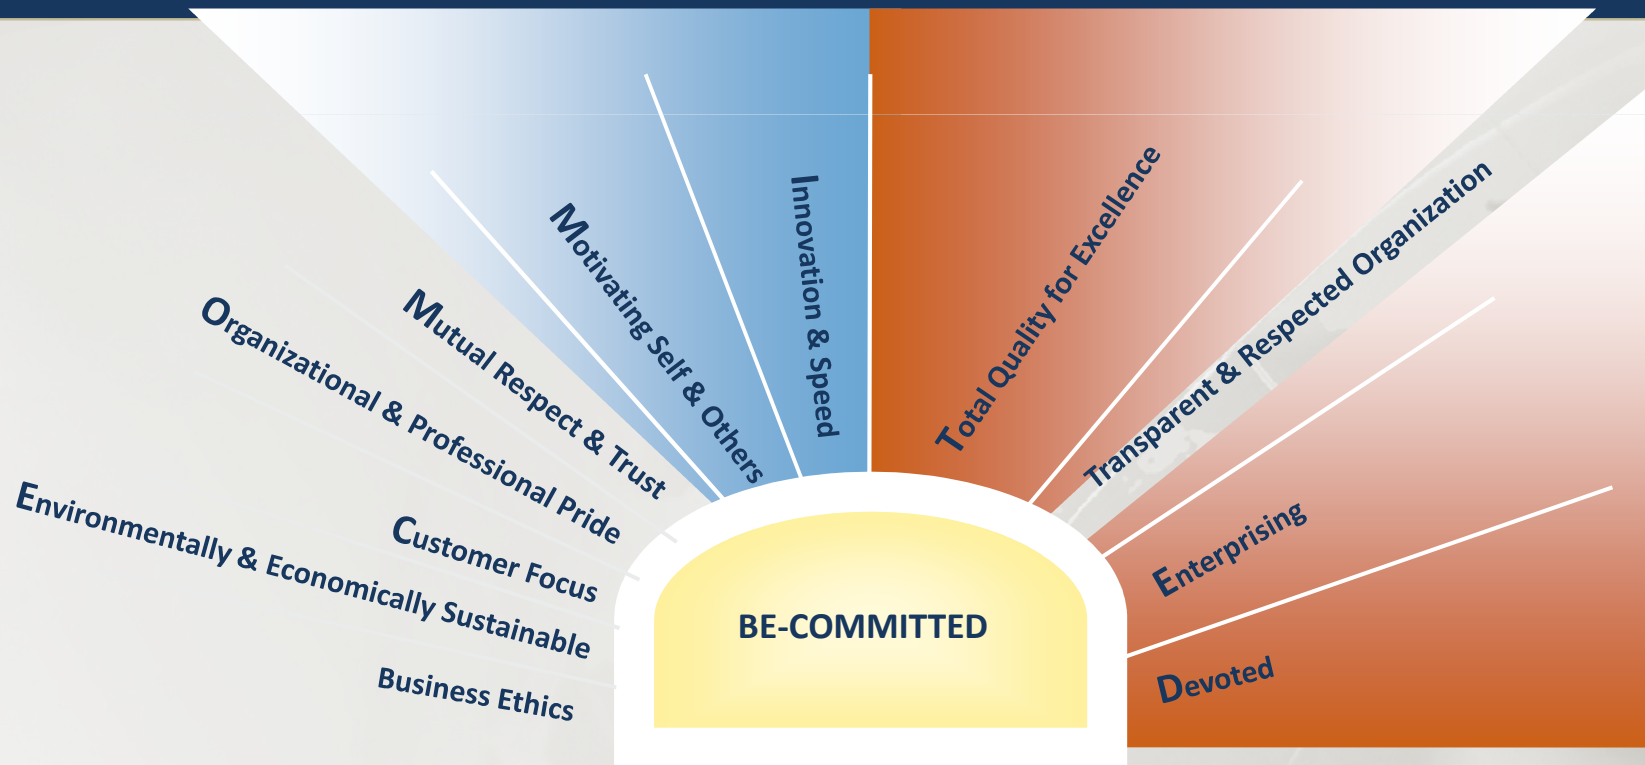 Business Ethics
Environmentally & Economically Sustainable
Customer Focus
Organizational & Professional Pride
Mutual Respect & Trust
Motivating Self & Others
Innovation & Speed
Total Quality for Excellence
Transparent & Respected Organization
Enterprising
Devoted
BE-COMMITTED